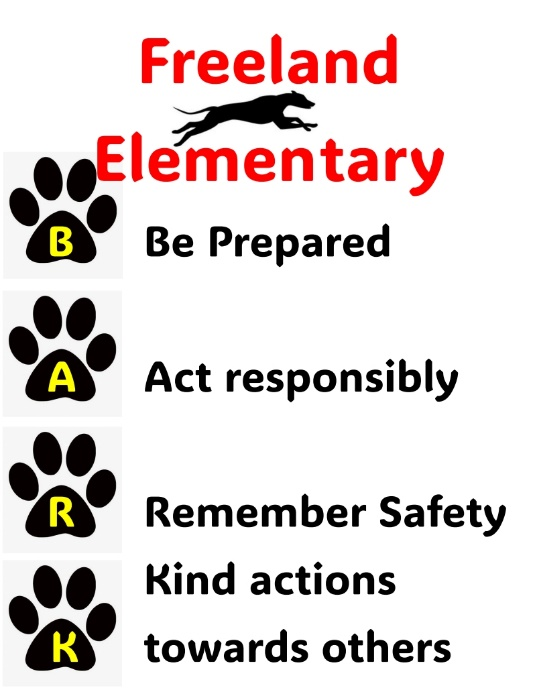 Freeland
Elementary
B Be Prepared
A Act responsibly
R Remember Safety
Kind actions
K towards others